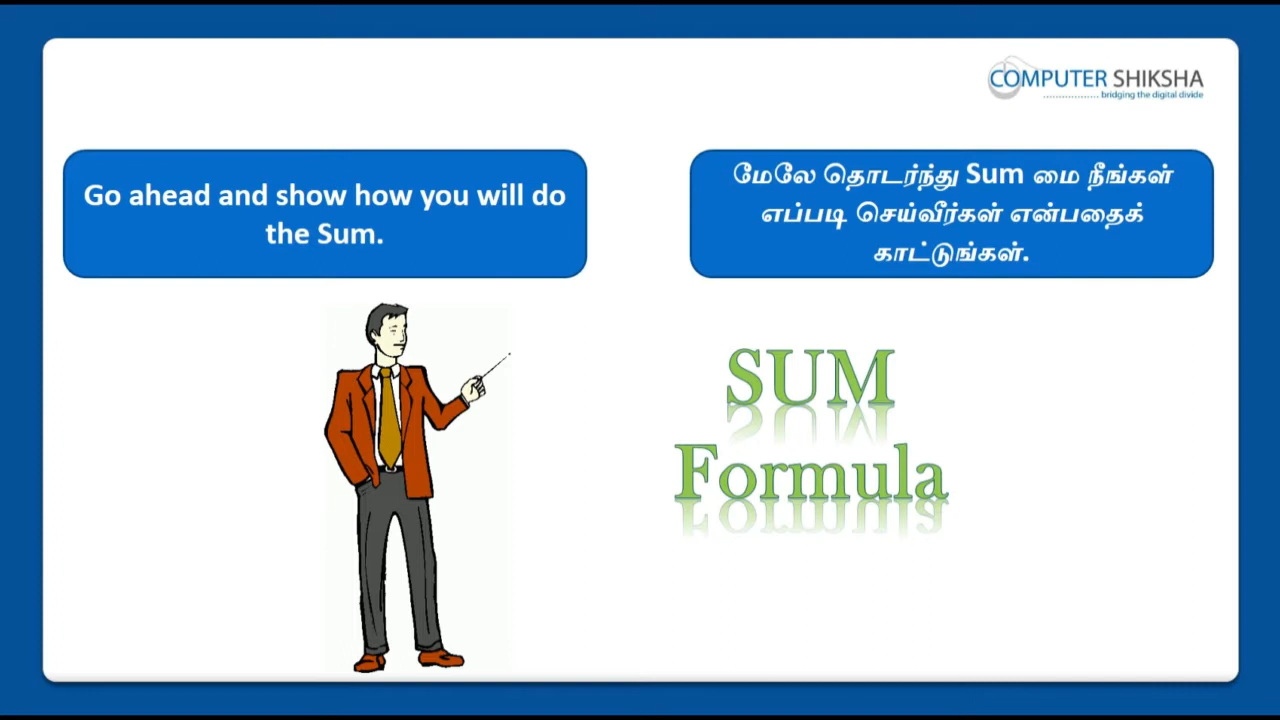 COMPUTER SHIKSHA
bridging the digital divide
Go ahead and show how you will do
the Sum.
மேலே தொடர்ந்து Sum மை நீங்கள்
எப்படி செய்வீர்கள் என்பதைக்
காட்டுங்கள்.
SUM
Formula